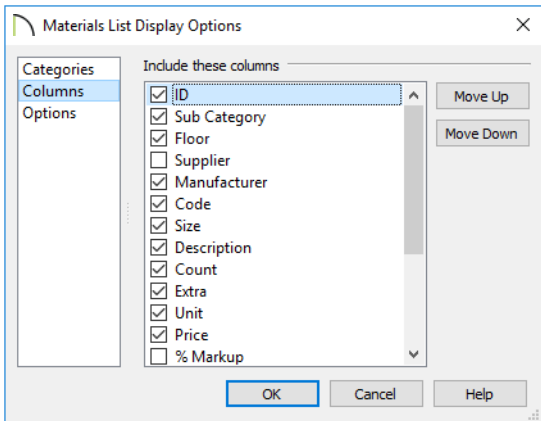 Materials List Display Options
Categories
Columns
Options
Include these columns
ID
Sub Category
Floor
Supplier
Manufacturer
Code
Size
Description
Count
Extra
Unit
Price
% Markup
Move Up
Move Down
OK
Cancel
Help